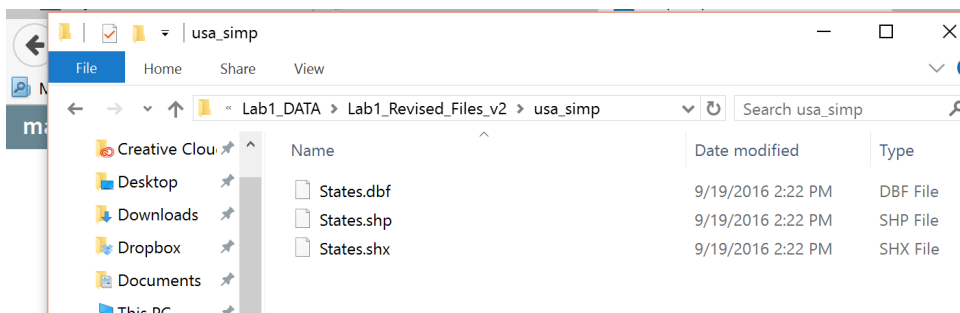 usa_simp
File Home Share View
« Lab1_DATA > Lab1_Revised_Files_v2 > usa_simp Search usa_simp
Creative Clou
Name Date modified Type
Desktop
States.dbf 9/19/2016 2:22 PM DBF File
Downloads
States.shp 9/19/2016 2:22 PM SHP File
Dropbox
States.shx 9/19/2016 2:22 PM SHX File
Documents
This PC